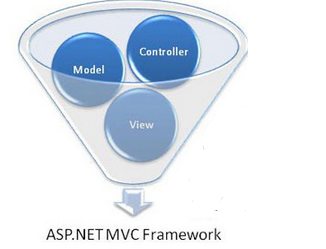 Controller
Model
View
ASP.NET MVC Framework